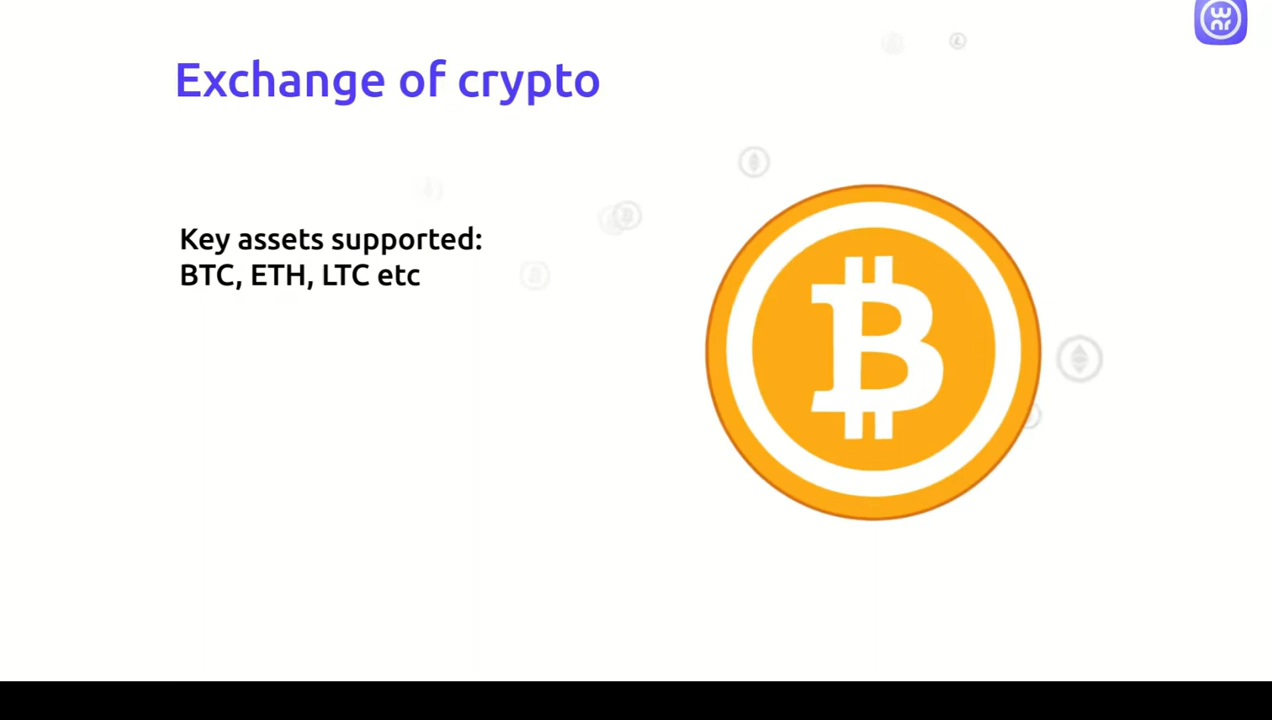 Exchange of crypto
Key assets supported:
BTC, ETH, LTC etc